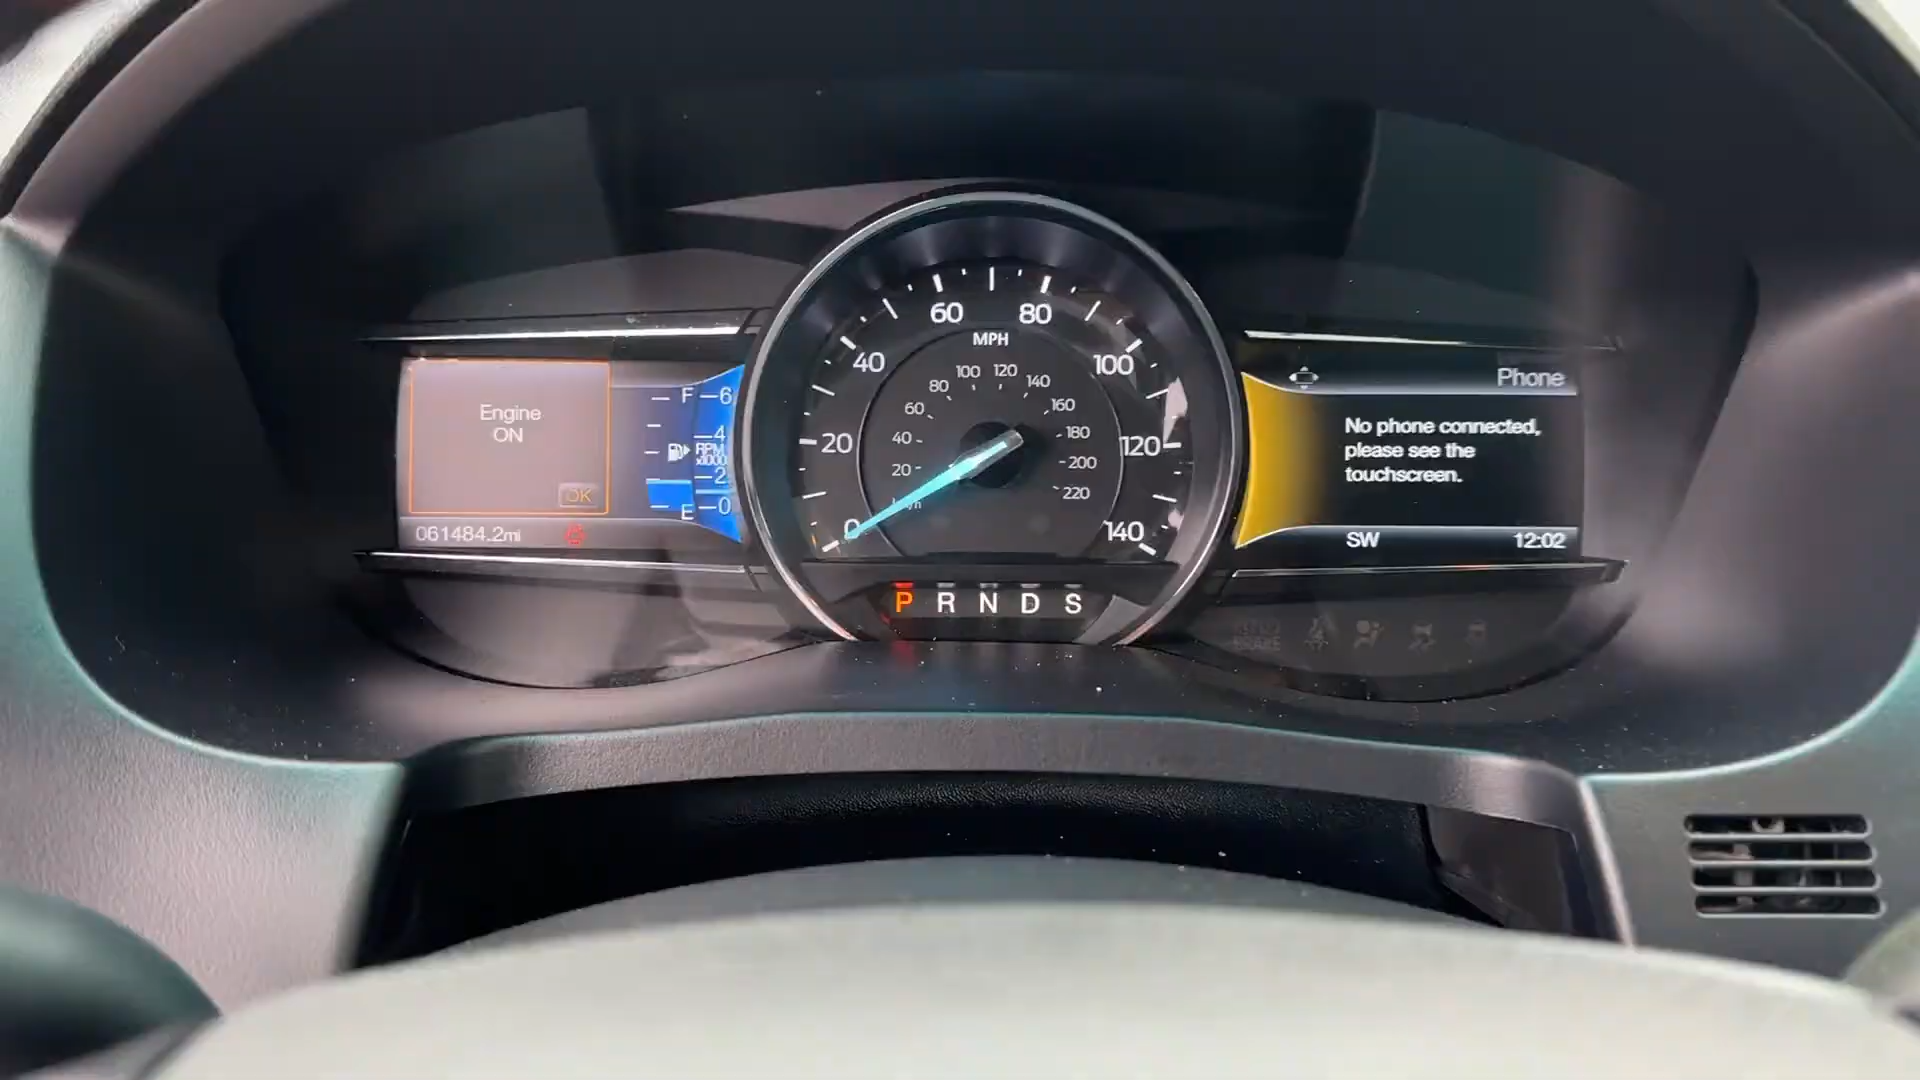 Engine
ON
OK
061484.2mi
F
E
6
4
RPM
x1000
2
0
0
20
40
60
80
100
120
140
MPH
20
40
60
80
100
120
140
160
180
200
220
P R N D S
Phone
No phone connected,
please see the
touchscreen.
SW 12:02